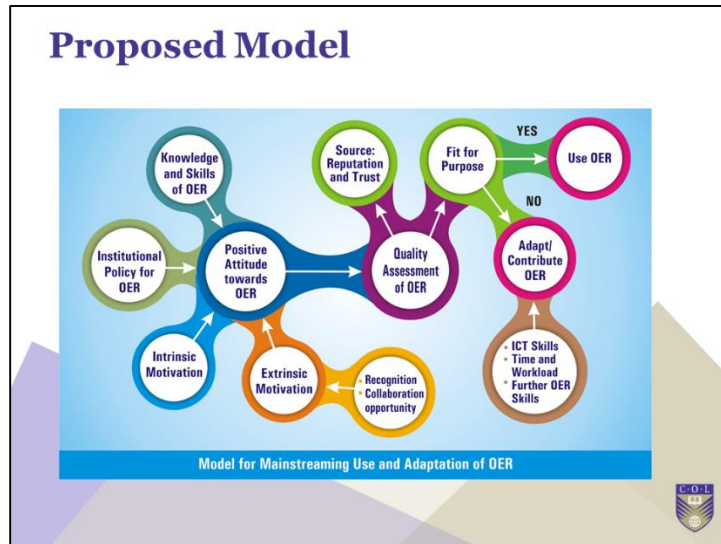 Proposed Model
Knowledge
and Skills
of OER
Source:
Reputation
and Trust
Fit for
Purpose
YES
Use OER
NO
Institutional
Policy for
OER
Positive
Attitude
towards
OER
Quality
Assessment
of OER
Adapt/
Contribute
OER
Intrinsic
Motivation
Extrinsic
Motivation
• Recognition
• Collaboration
opportunity
• ICT Skills
• Time and
Workload
• Further OER
Skills
Model for Mainstreaming Use and Adaptation of OER
C·O·L